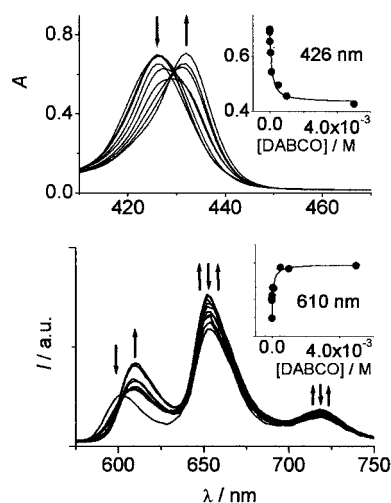 A
0.8
0.4
0.0
420
440
460
0.6
0.4
426 nm
0.0
4.0x10⁻³
[DABCO] / M
I / a.u.
610 nm
0.0
4.0x10⁻³
[DABCO] / M
600
650
700
750
λ / nm